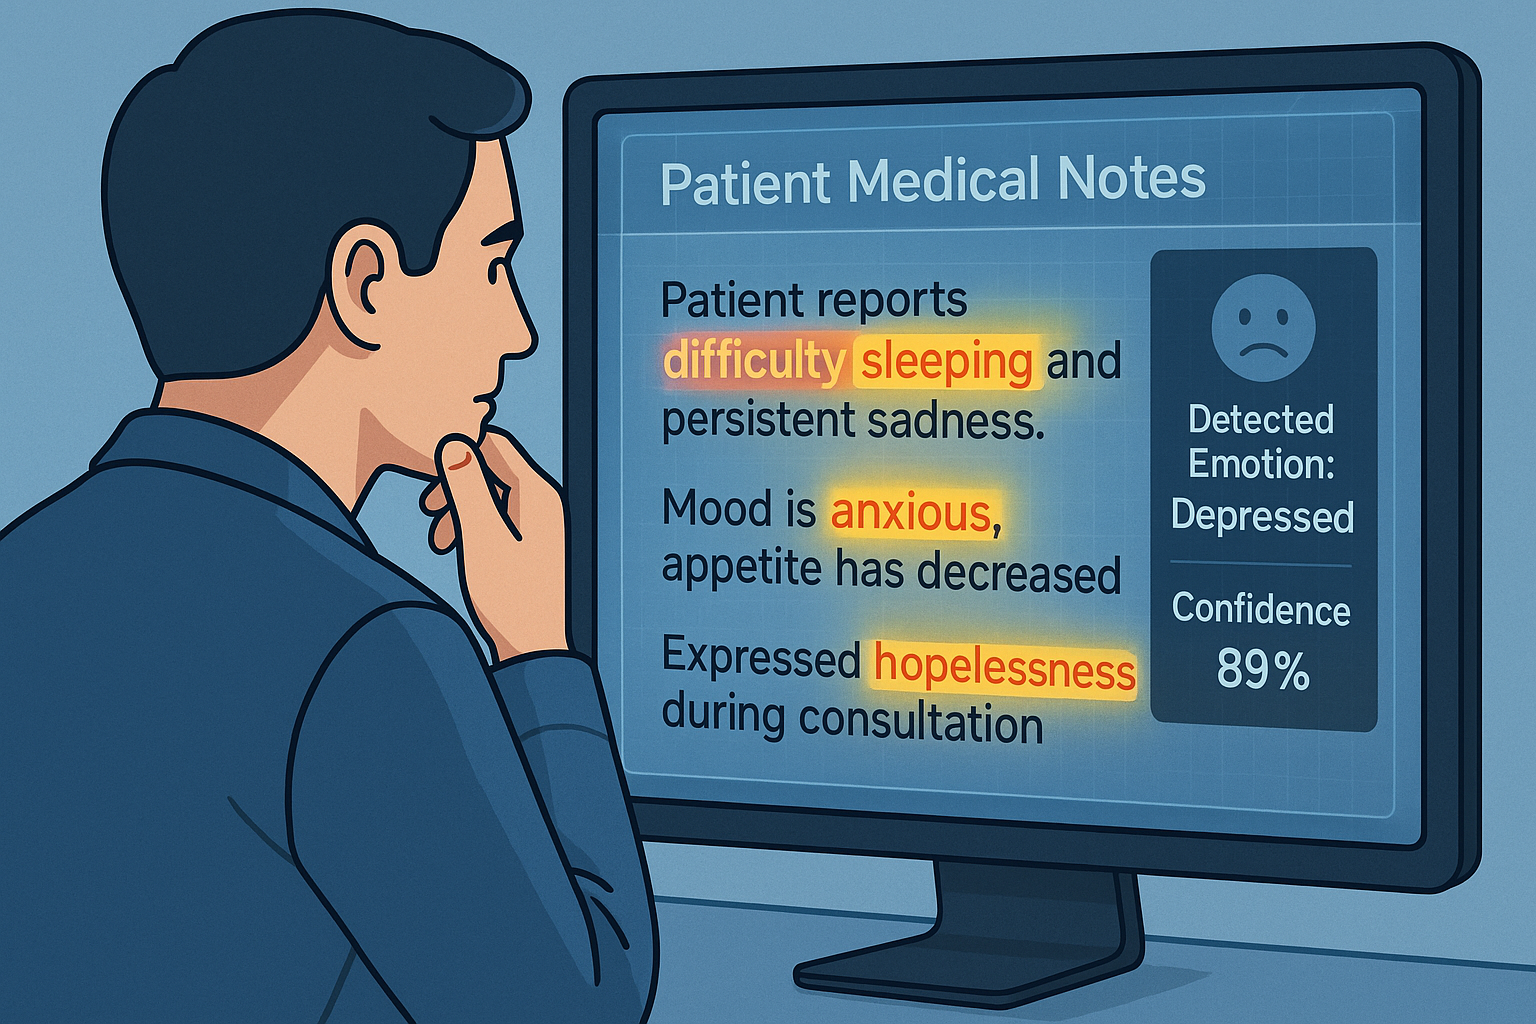 Patient Medical Notes
Patient reports
difficulty sleeping and
persistent sadness.
Mood is anxious,
appetite has decreased
Expressed hopelessness
during consultation
Detected
Emotion:
Depressed
Confidence
89%